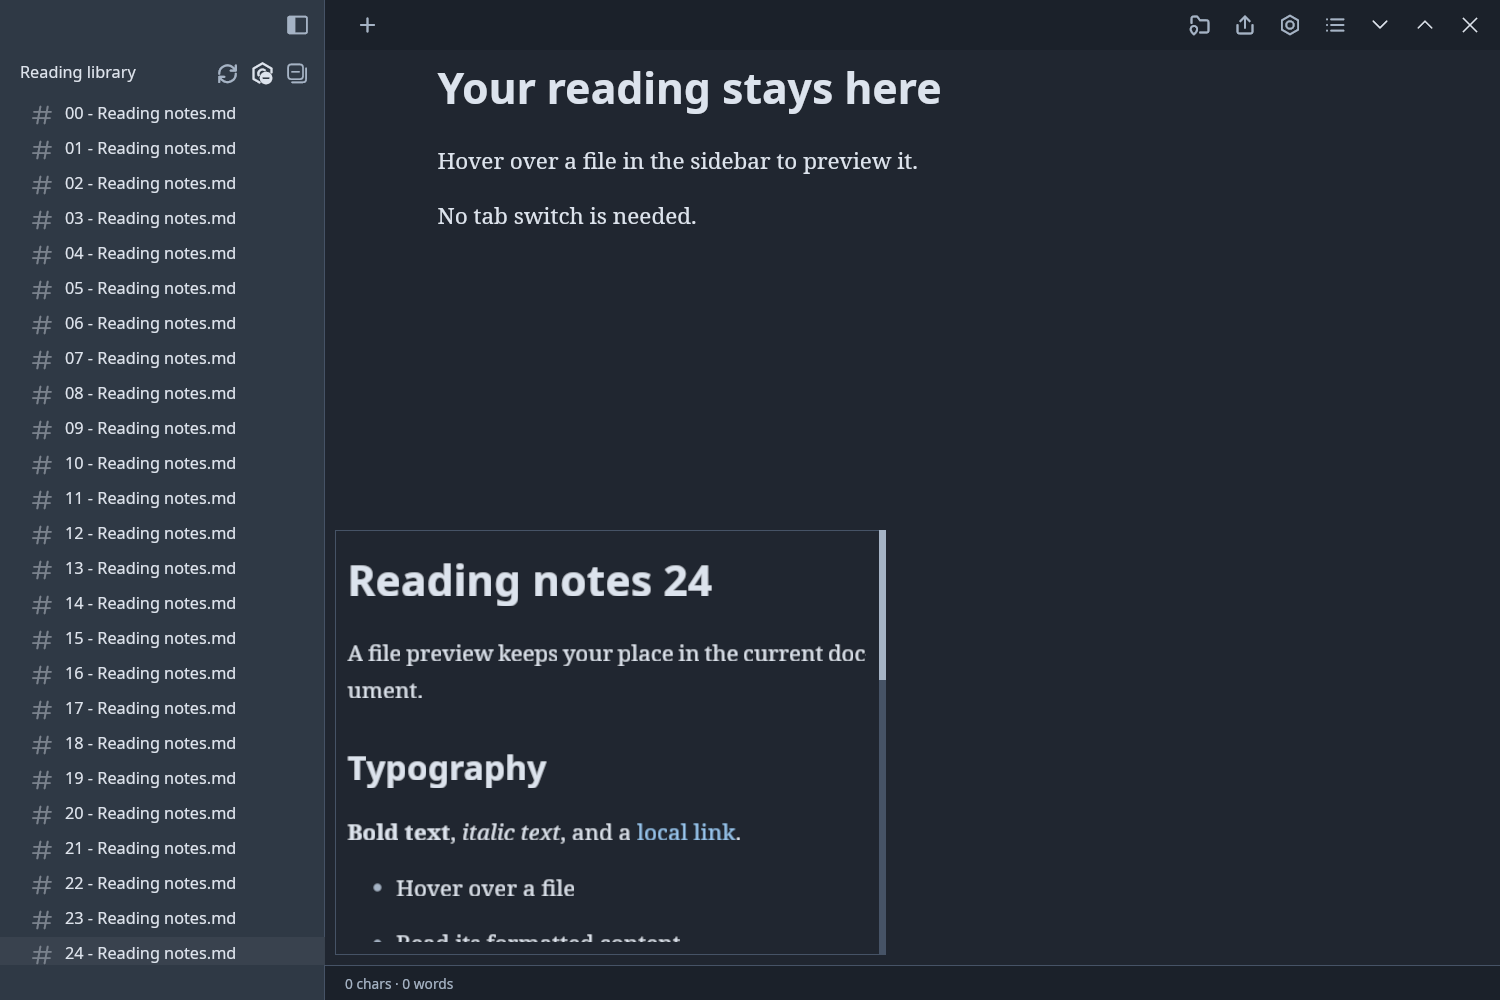 Reading library
00 - Reading notes.md
01 - Reading notes.md
02 - Reading notes.md
03 - Reading notes.md
04 - Reading notes.md
05 - Reading notes.md
06 - Reading notes.md
07 - Reading notes.md
08 - Reading notes.md
09 - Reading notes.md
10 - Reading notes.md
11 - Reading notes.md
12 - Reading notes.md
13 - Reading notes.md
14 - Reading notes.md
15 - Reading notes.md
16 - Reading notes.md
17 - Reading notes.md
18 - Reading notes.md
19 - Reading notes.md
20 - Reading notes.md
21 - Reading notes.md
22 - Reading notes.md
23 - Reading notes.md
24 - Reading notes.md
Your reading stays here
Hover over a file in the sidebar to preview it.
No tab switch is needed.
Reading notes 24
A file preview keeps your place in the current doc
ument.
Typography
Bold text, italic text, and a local link.
• Hover over a file
• Read its formatted content
0 chars · 0 words